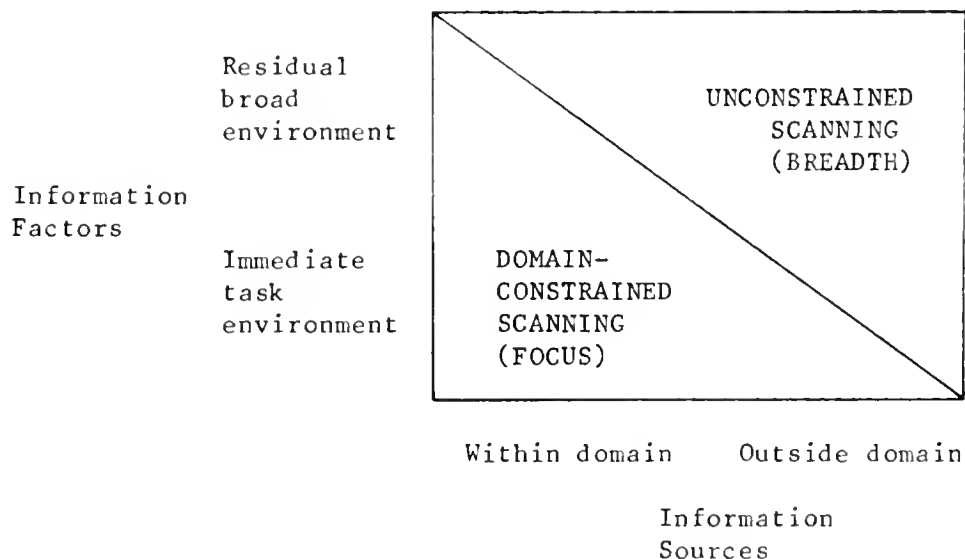 Residual
broad
environment
UNCONSTRAINED
SCANNING
(BREADTH)
Information
Factors
Immediate
task
environment
DOMAIN-
CONSTRAINED
SCANNING
(FOCUS)
Within domain
Outside domain
Information
Sources